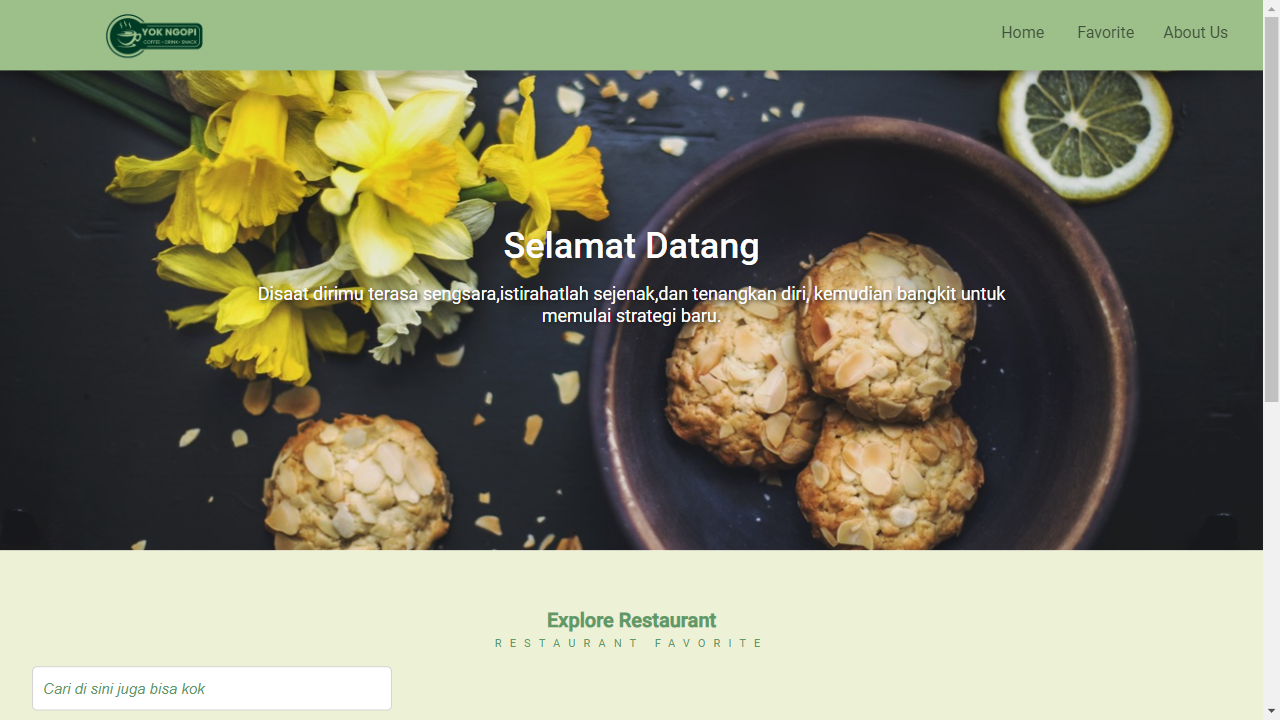 YOK NGOPI
COFFEE • DRINK • SNACK
Home
Favorite
About Us
Selamat Datang
Disaat dirimu terasa sengsara,istirahatlah sejenak,dan tenangkan diri, kemudian bangkit untuk
memulai strategi baru.
Explore Restaurant
RESTAURANT FAVORITE
Cari di sini juga bisa kok